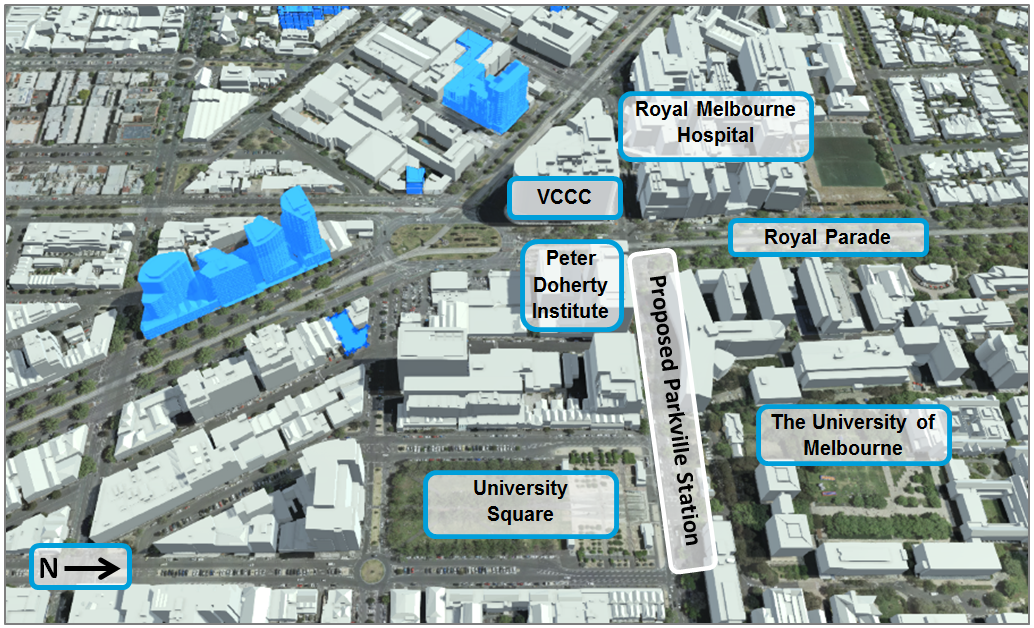 Royal Melbourne
Hospital
VCCC
Royal Parade
Peter
Doherty
Institute
Proposed Parkville Station
The University of
Melbourne
University
Square
N